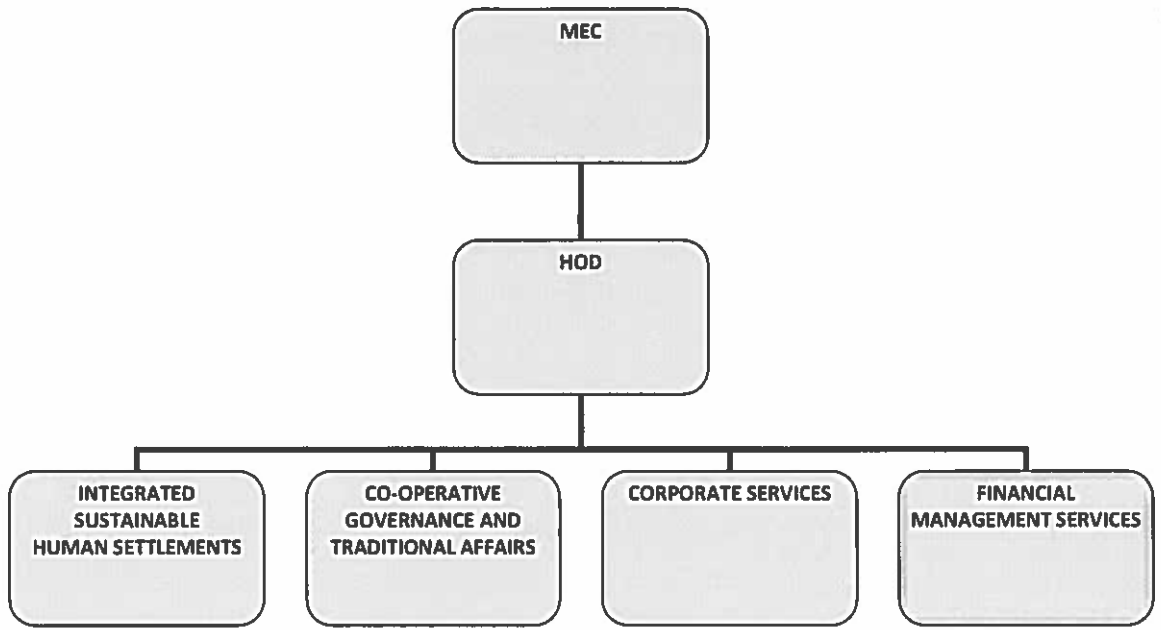 MEC
HOD
INTEGRATED
SUSTAINABLE
HUMAN SETTLEMENTS
CO-OPERATIVE
GOVERNANCE AND
TRADITIONAL AFFAIRS
CORPORATE SERVICES
FINANCIAL
MANAGEMENT SERVICES